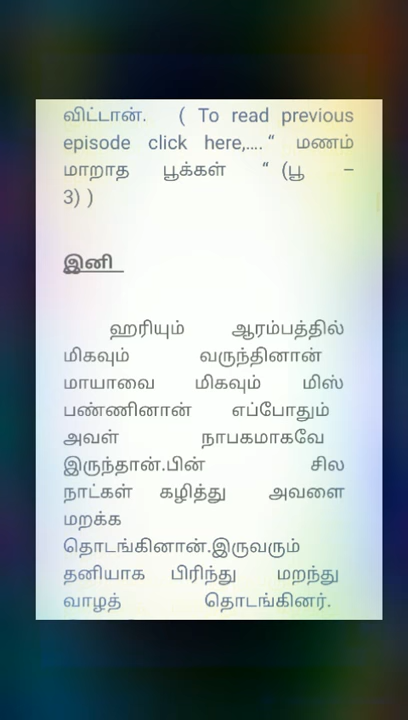 விட்டான். ( To read previous
episode click here,.... “ மணம்
மாறாத பூக்கள் “ (பூ –
3) )
இனி
ஹரியும் ஆரம்பத்தில்
மிகவும் வருந்தினான்
மாயாவை மிகவும் மிஸ்
பண்ணினான் எப்போதும்
அவள் நாபகமாகவே
இருந்தான்.பின் சில
நாட்கள் கழித்து அவளை
மறக்க
தொடங்கினான்.இருவரும்
தனியாக பிரிந்து மறந்து
வாழத் தொடங்கினர்.